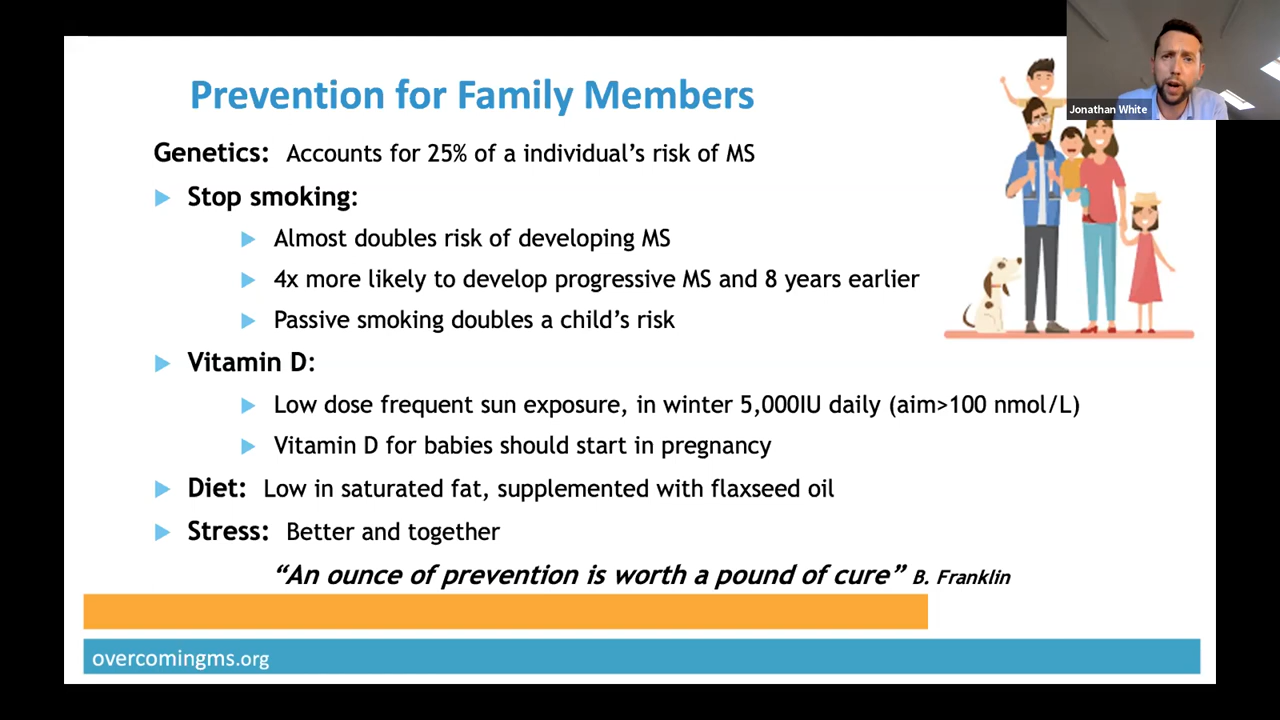 Prevention for Family Members
Jonathan White
Genetics: Accounts for 25% of a individual's risk of MS
Stop smoking:
Almost doubles risk of developing MS
4x more likely to develop progressive MS and 8 years earlier
Passive smoking doubles a child's risk
Vitamin D:
Low dose frequent sun exposure, in winter 5,000IU daily (aim>100 nmol/L)
Vitamin D for babies should start in pregnancy
Diet: Low in saturated fat, supplemented with flaxseed oil
Stress: Better and together
“An ounce of prevention is worth a pound of cure” B. Franklin
overcomingms.org